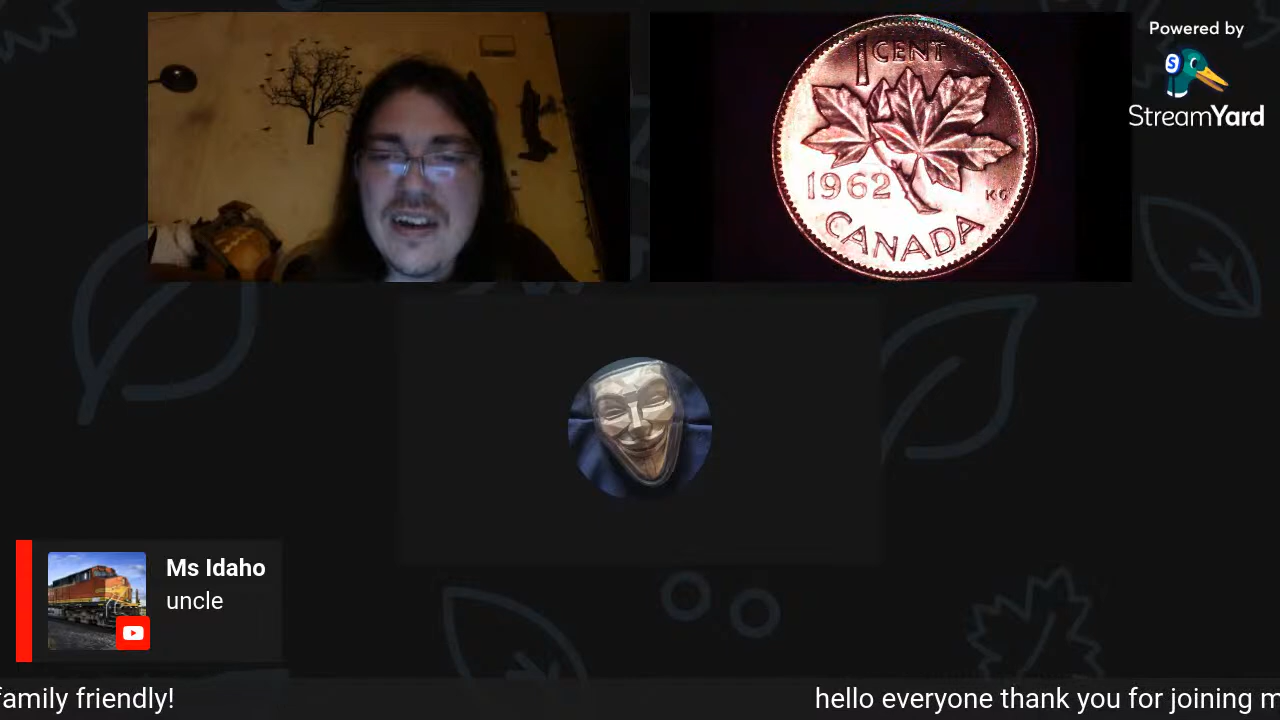 Powered by
S
StreamYard
1 CENT
1962
KG
CANADA
Ms Idaho
uncle
family friendly!
hello everyone thank you for joining m